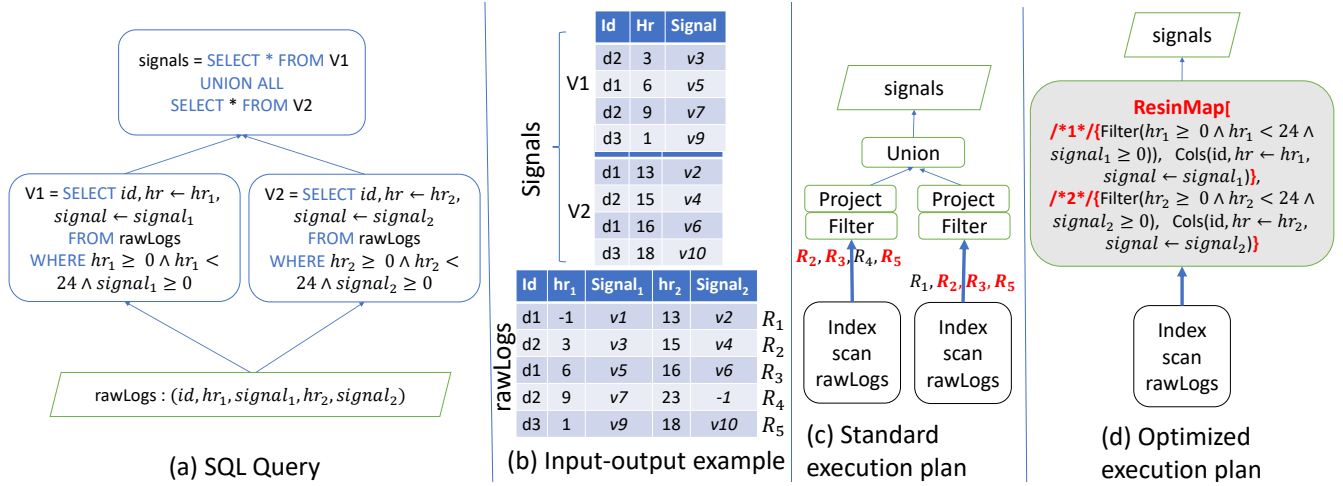 signals = SELECT * FROM V1
UNION ALL
SELECT * FROM V2
V1 = SELECT 𝑖𝑑, ℎ𝑟 ← ℎ𝑟₁,
𝑠𝑖𝑔𝑛𝑎𝑙 ← 𝑠𝑖𝑔𝑛𝑎𝑙₁
FROM rawLogs
WHERE ℎ𝑟₁ ≥ 0 ∧ ℎ𝑟₁ <
24 ∧ 𝑠𝑖𝑔𝑛𝑎𝑙₁ ≥ 0
V2 = SELECT 𝑖𝑑, ℎ𝑟 ← ℎ𝑟₂,
𝑠𝑖𝑔𝑛𝑎𝑙 ← 𝑠𝑖𝑔𝑛𝑎𝑙₂
FROM rawLogs
WHERE ℎ𝑟₂ ≥ 0 ∧ ℎ𝑟₂ <
24 ∧ 𝑠𝑖𝑔𝑛𝑎𝑙₂ ≥ 0
rawLogs : (𝑖𝑑, ℎ𝑟₁, 𝑠𝑖𝑔𝑛𝑎𝑙₁, ℎ𝑟₂, 𝑠𝑖𝑔𝑛𝑎𝑙₂)
(a) SQL Query
Signals
V1
V2
Id Hr Signal
d2 3 v3
d1 6 v5
d2 9 v7
d3 1 v9
d1 13 v2
d2 15 v4
d1 16 v6
d3 18 v10
rawLogs
Id hr₁ Signal₁ hr₂ Signal₂
d1 -1 v1 13 v2 R₁
d2 3 v3 15 v4 R₂
d1 6 v5 16 v6 R₃
d2 9 v7 23 -1 R₄
d3 1 v9 18 v10 R₅
(b) Input-output example
signals
Union
Project Project
Filter Filter
R₂, R₃, R₄, R₅
R₁, R₂, R₃, R₅
Index
scan
rawLogs
Index
scan
rawLogs
(c) Standard
execution plan
signals
ResinMap[
/*1*/{Filter(ℎ𝑟₁ ≥ 0 ∧ ℎ𝑟₁ < 24 ∧
𝑠𝑖𝑔𝑛𝑎𝑙₁ ≥ 0)), Cols(id, ℎ𝑟 ← ℎ𝑟₁,
𝑠𝑖𝑔𝑛𝑎𝑙 ← 𝑠𝑖𝑔𝑛𝑎𝑙₁)},
/*2*/{Filter(ℎ𝑟₂ ≥ 0 ∧ ℎ𝑟₂ < 24 ∧
𝑠𝑖𝑔𝑛𝑎𝑙₂ ≥ 0), Cols(id, ℎ𝑟 ← ℎ𝑟₂,
𝑠𝑖𝑔𝑛𝑎𝑙 ← 𝑠𝑖𝑔𝑛𝑎𝑙₂)}
Index
scan
rawLogs
(d) Optimized
execution plan